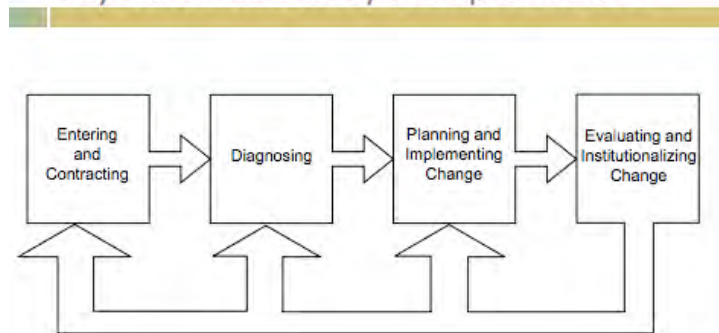 Entering
and
Contracting
Diagnosing
Planning and
Implementing
Change
Evaluating and
Institutionalizing
Change